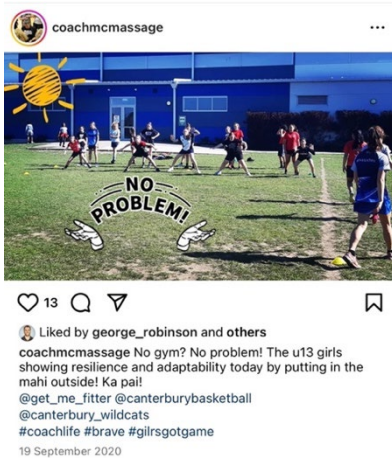 coachmcmassage
NO
PROBLEM!
13
Liked by george_robinson and others
coachmcmassage No gym? No problem! The u13 girls
showing resilience and adaptability today by putting in the
mahi outside! Ka pai!
@get_me_fitter @canterburybasketball
@canterbury_wildcats
#coachlife #brave #gilrsgotgame
19 September 2020